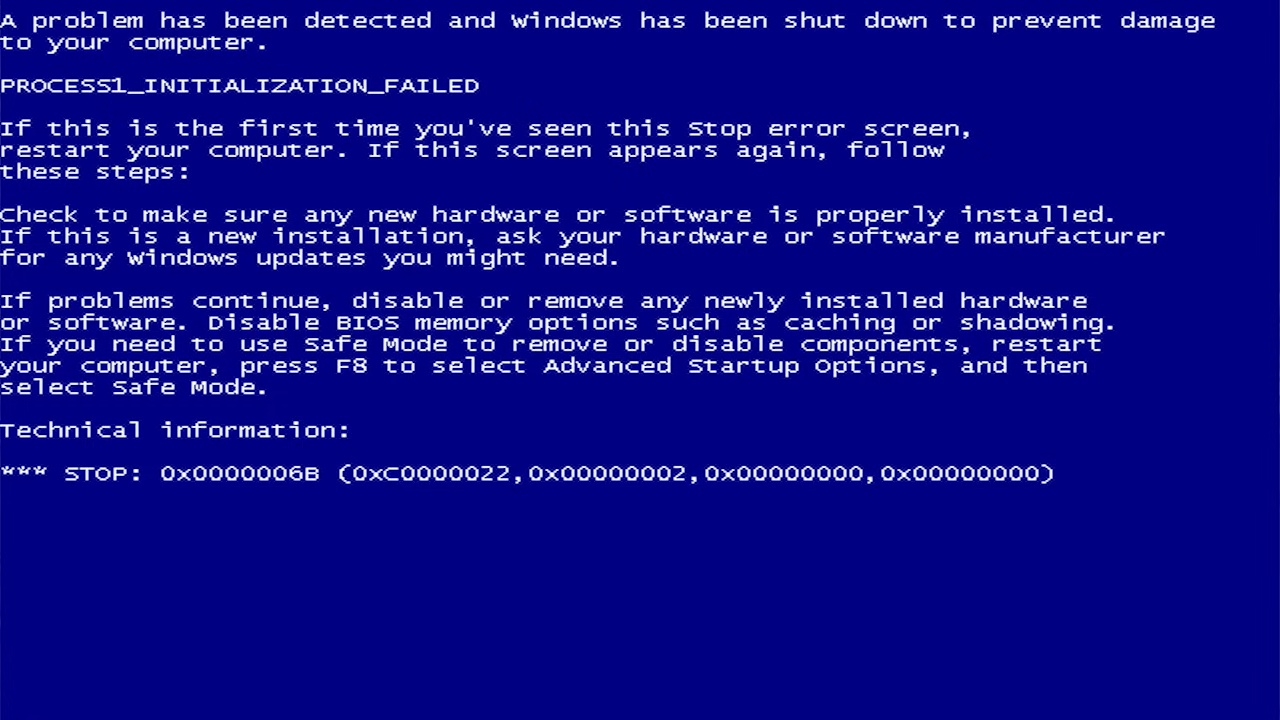 A problem has been detected and Windows has been shut down to prevent damage
to your computer.
PROCESS1_INITIALIZATION_FAILED
If this is the first time you've seen this Stop error screen,
restart your computer. If this screen appears again, follow
these steps:
Check to make sure any new hardware or software is properly installed.
If this is a new installation, ask your hardware or software manufacturer
for any Windows updates you might need.
If problems continue, disable or remove any newly installed hardware
or software. Disable BIOS memory options such as caching or shadowing.
If you need to use Safe Mode to remove or disable components, restart
your computer, press F8 to select Advanced Startup Options, and then
select Safe Mode.
Technical information:
*** STOP: 0x0000006B (0xC0000022,0x00000002,0x00000000,0x00000000)